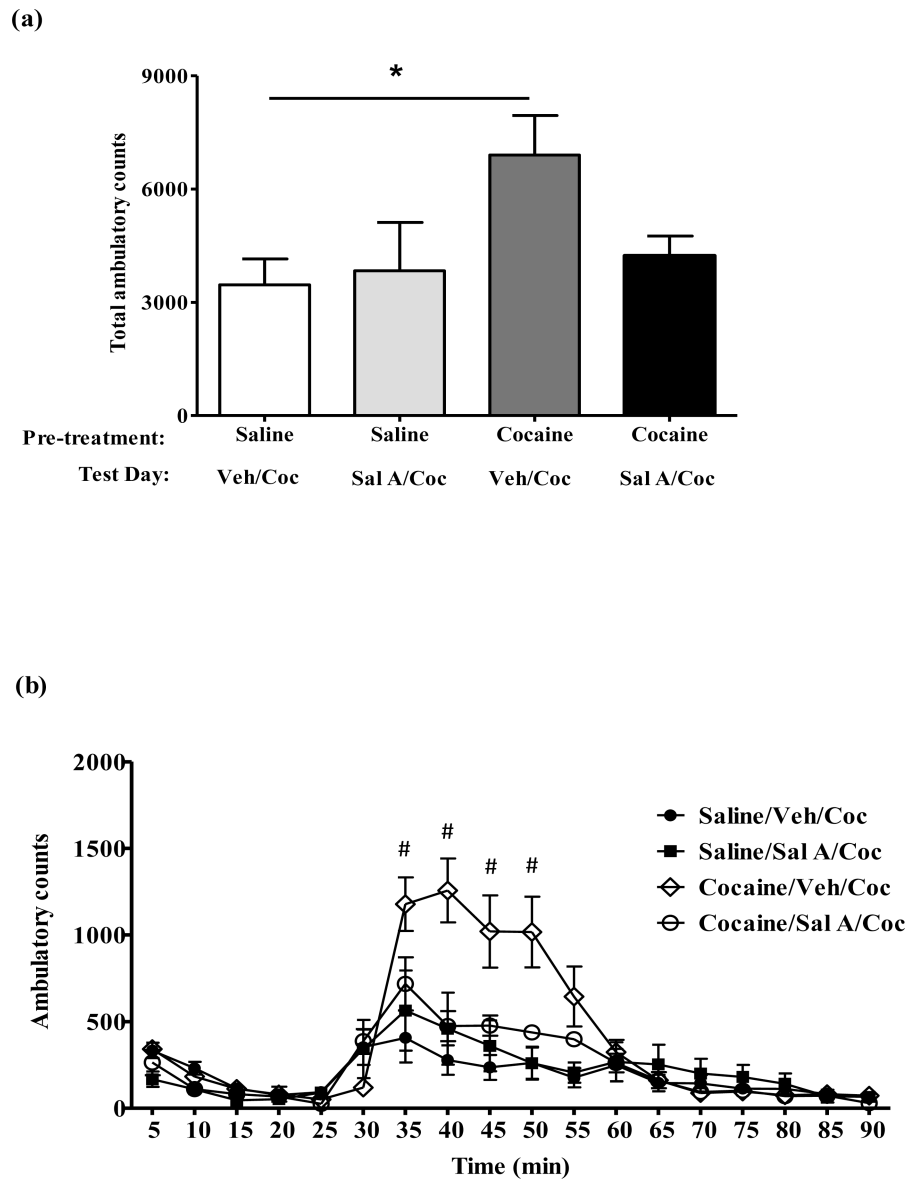 (a)
*
9000
6000
3000
0
Total ambulatory counts
Pre-treatment: Saline Saline Cocaine Cocaine
Test Day: Veh/Coc Sal A/Coc Veh/Coc Sal A/Coc
(b)
2000
1500
1000
500
0
Ambulatory counts
# # # #
Saline/Veh/Coc
Saline/Sal A/Coc
Cocaine/Veh/Coc
Cocaine/Sal A/Coc
5 10 15 20 25 30 35 40 45 50 55 60 65 70 75 80 85 90
Time (min)